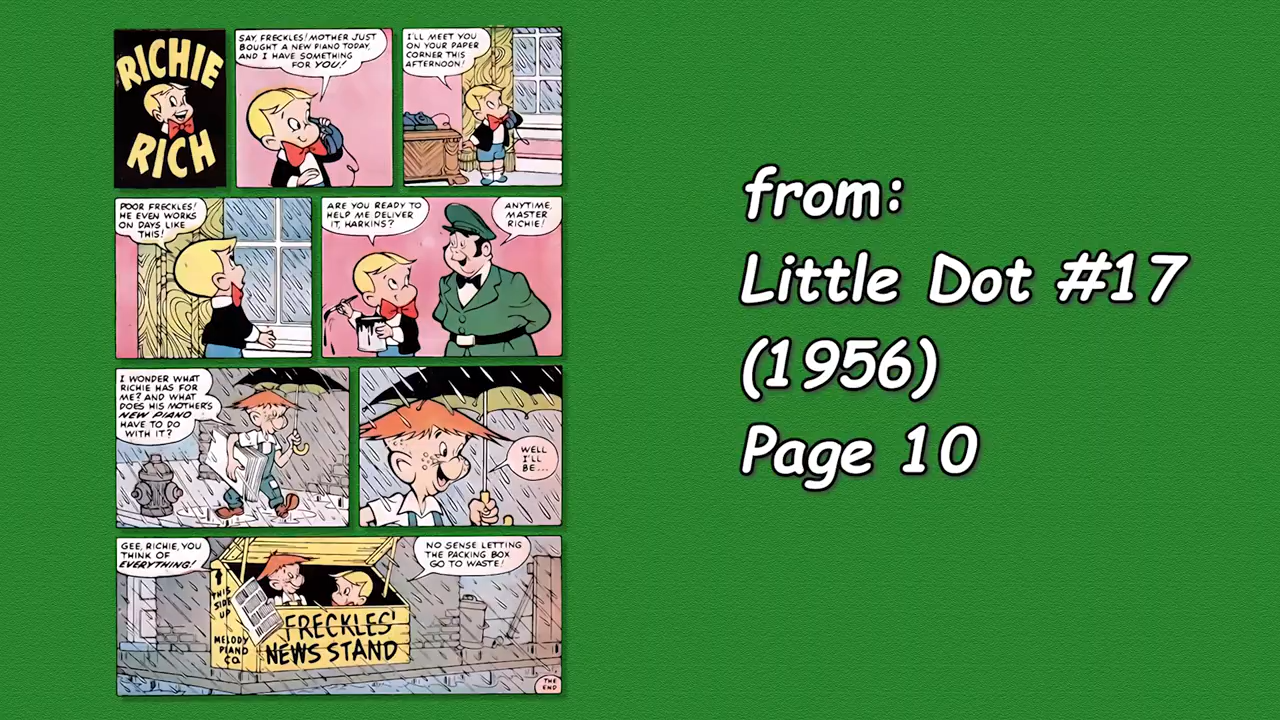 RICHIE
RICH
SAY, FRECKLES! MOTHER JUST
BOUGHT A NEW PIANO TODAY,
AND I HAVE SOMETHING
FOR YOU!
I'LL MEET YOU
ON YOUR PAPER
CORNER THIS
AFTERNOON!
POOR FRECKLES!
HE EVEN WORKS
ON DAYS LIKE
THIS!
ARE YOU READY TO
HELP ME DELIVER
IT, HARKINS?
ANYTIME,
MASTER
RICHIE!
I WONDER WHAT
RICHIE HAS FOR
ME? AND WHAT
DOES HIS MOTHER'S
NEW PIANO
HAVE TO DO
WITH IT?
WELL
I'LL
BE...
GEE, RICHIE, YOU
THINK OF
EVERYTHING!
NO SENSE LETTING
THE PACKING BOX
GO TO WASTE!
THIS
SIDE
UP
MELODY
PIANO
CO.
FRECKLES'
NEWS STAND
THE
END
from:
Little Dot #17
(1956)
Page 10